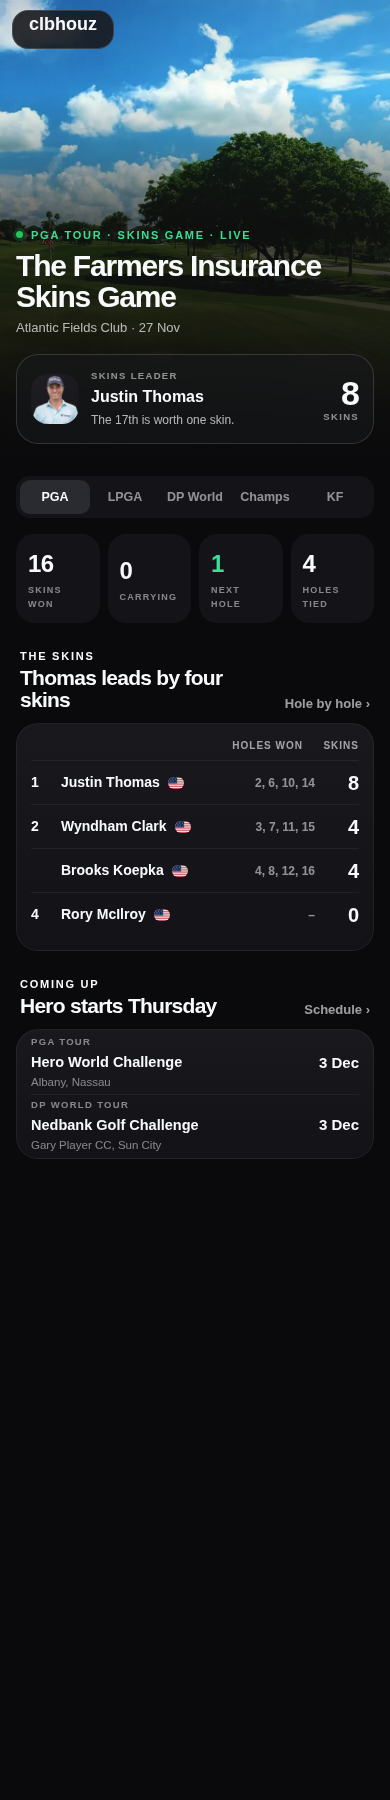 clbhouz
PGA TOUR · SKINS GAME · LIVE
The Farmers Insurance
Skins Game
Atlantic Fields Club · 27 Nov
SKINS LEADER
Justin Thomas
The 17th is worth one skin.
8
SKINS
PGA LPGA DP World Champs KF
16
SKINS
WON
0
CARRYING
1
NEXT
HOLE
4
HOLES
TIED
THE SKINS
Thomas leads by four
skins
Hole by hole ›
HOLES WON SKINS
1 Justin Thomas 2, 6, 10, 14 8
2 Wyndham Clark 3, 7, 11, 15 4
Brooks Koepka 4, 8, 12, 16 4
4 Rory McIlroy – 0
COMING UP
Hero starts Thursday
Schedule ›
PGA TOUR
Hero World Challenge 3 Dec
Albany, Nassau
DP WORLD TOUR
Nedbank Golf Challenge 3 Dec
Gary Player CC, Sun City